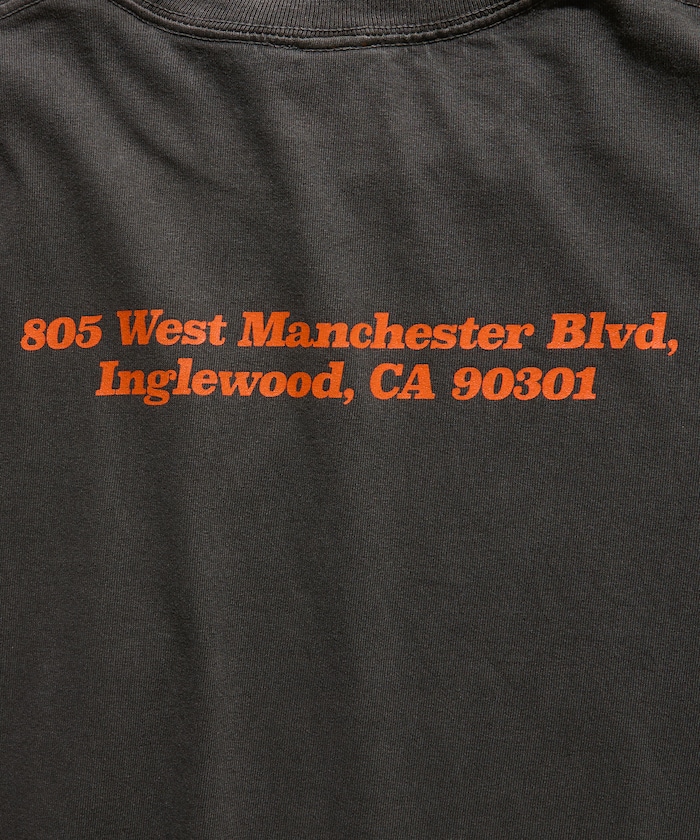 805 West Manchester Blvd,
Inglewood, CA 90301